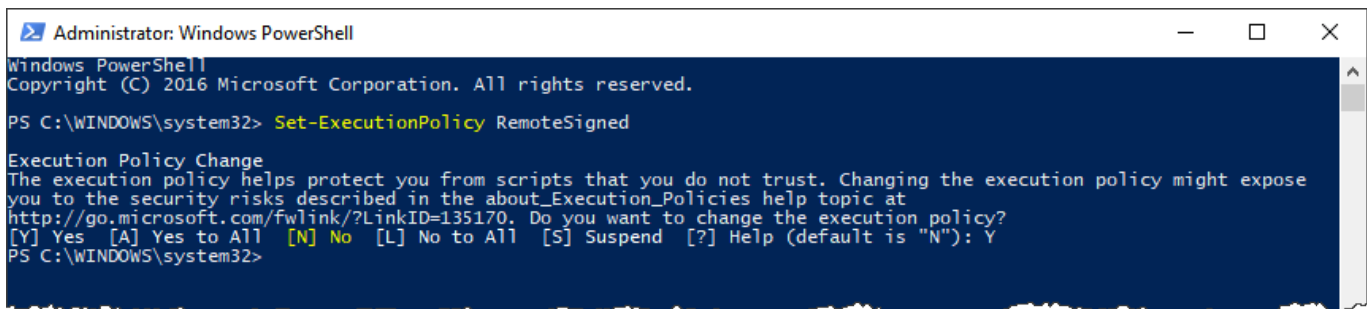 Administrator: Windows PowerShell
Windows PowerShell
Copyright (C) 2016 Microsoft Corporation. All rights reserved.
PS C:\WINDOWS\system32> Set-ExecutionPolicy RemoteSigned
Execution Policy Change
The execution policy helps protect you from scripts that you do not trust. Changing the execution policy might expose
you to the security risks described in the about_Execution_Policies help topic at
http://go.microsoft.com/fwlink/?LinkID=135170. Do you want to change the execution policy?
[Y] Yes  [A] Yes to All  [N] No  [L] No to All  [S] Suspend  [?] Help (default is "N"): Y
PS C:\WINDOWS\system32>